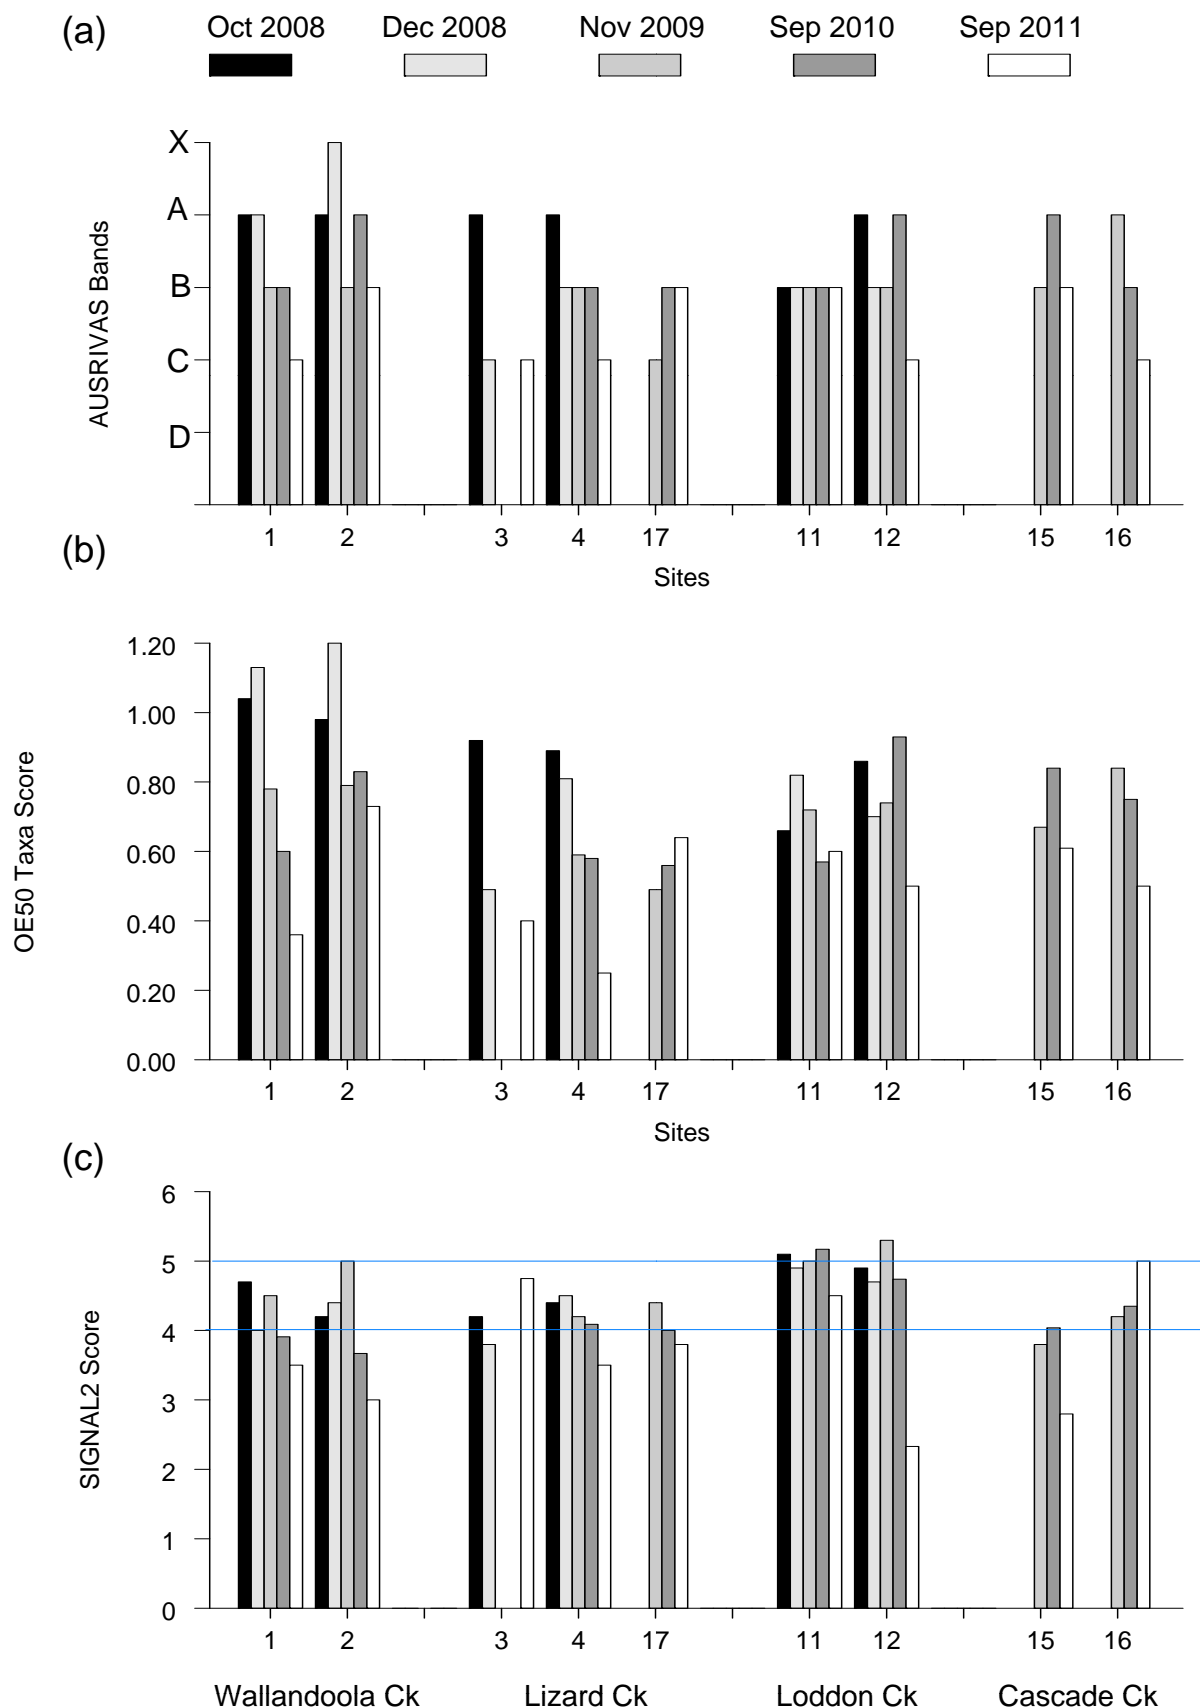 (a)
Oct 2008 Dec 2008 Nov 2009 Sep 2010 Sep 2011
X
A
B
C
D
AUSRIVAS Bands
1 2 3 4 17 11 12 15 16
Sites
(b)
1.20
1.00
0.80
0.60
0.40
0.20
0.00
OE50 Taxa Score
1 2 3 4 17 11 12 15 16
Sites
(c)
6
5
4
3
2
1
0
SIGNAL2 Score
1 2 3 4 17 11 12 15 16
Wallandoola Ck Lizard Ck Loddon Ck Cascade Ck